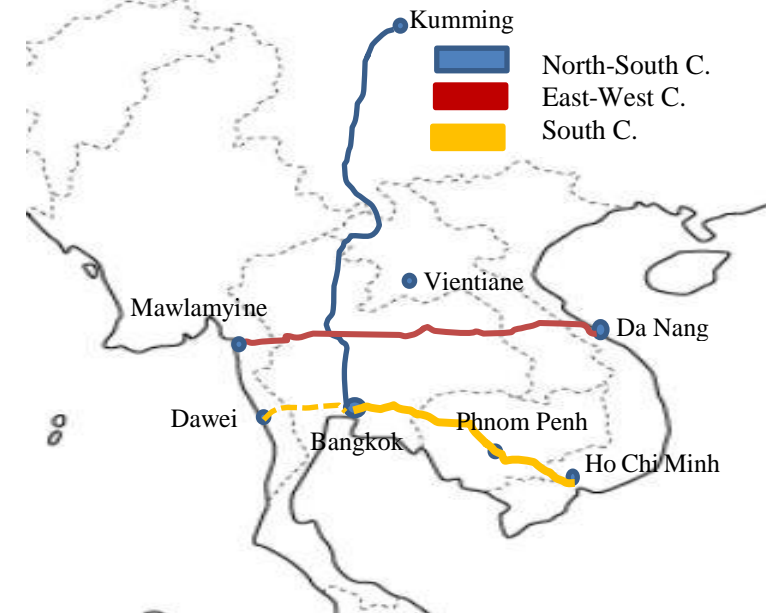 Kumming
North-South C.
East-West C.
South C.
Vientiane
Mawlamyine
Da Nang
Dawei
Phnom Penh
Bangkok
Ho Chi Minh